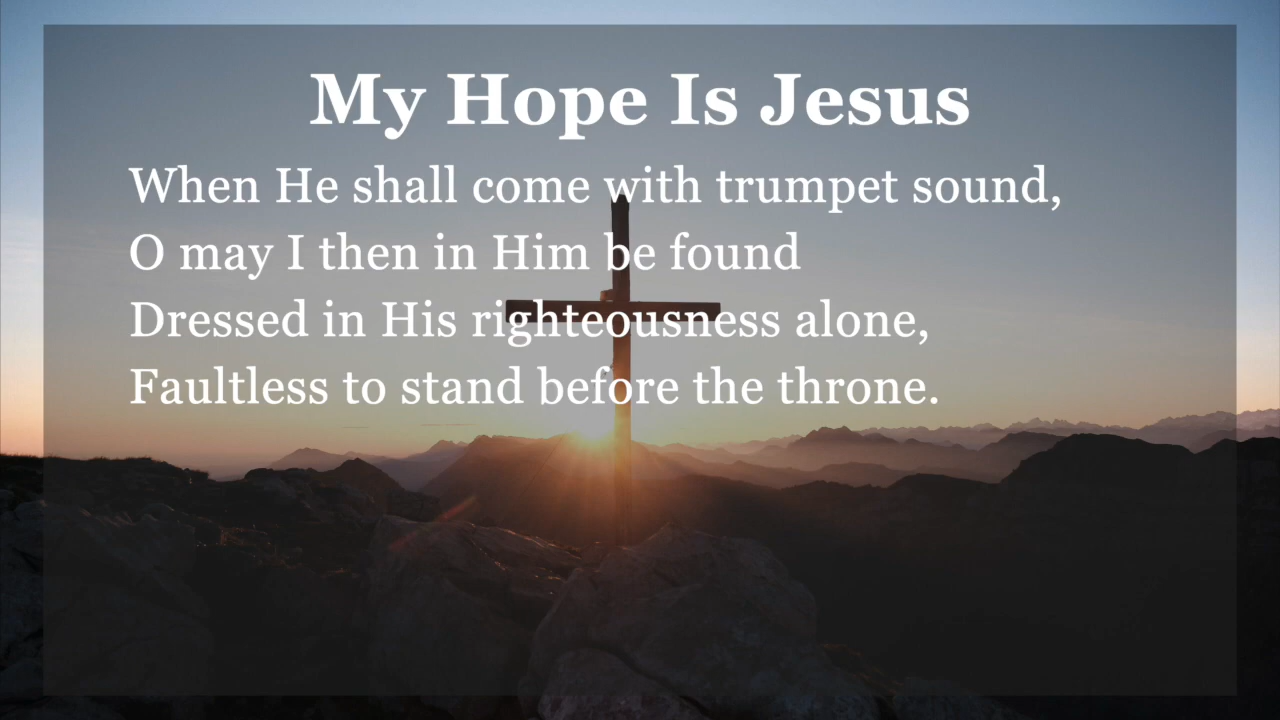 My Hope Is Jesus
When He shall come with trumpet sound,
O may I then in Him be found
Dressed in His righteousness alone,
Faultless to stand before the throne.